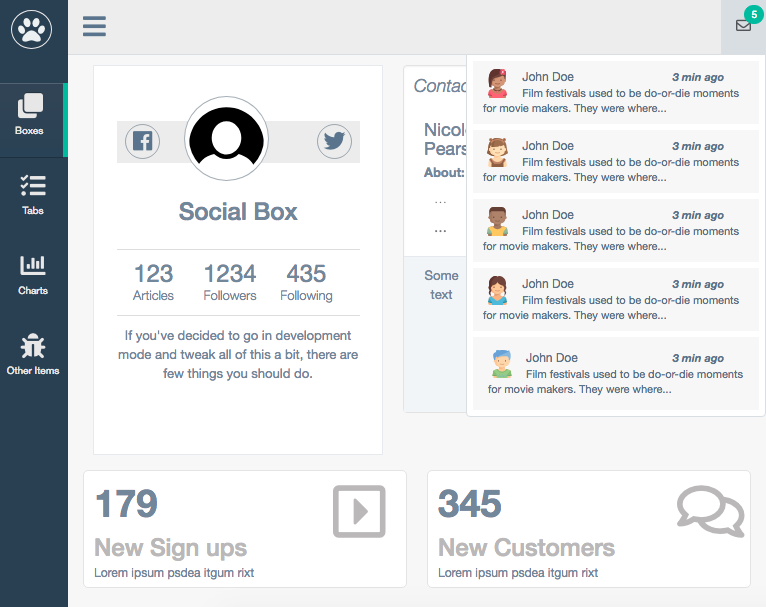 5
Boxes
Tabs
Charts
Other Items
Social Box
123
1234
435
Articles
Followers
Following
If you've decided to go in development
mode and tweak all of this a bit, there are
few things you should do.
Contac
Nicol
Pears
About:
...
...
Some
text
John Doe 3 min ago
Film festivals used to be do-or-die moments
for movie makers. They were where...
John Doe 3 min ago
Film festivals used to be do-or-die moments
for movie makers. They were where...
John Doe 3 min ago
Film festivals used to be do-or-die moments
for movie makers. They were where...
John Doe 3 min ago
Film festivals used to be do-or-die moments
for movie makers. They were where...
John Doe 3 min ago
Film festivals used to be do-or-die moments
for movie makers. They were where...
179
New Sign ups
Lorem ipsum psdea itgum rixt
345
New Customers
Lorem ipsum psdea itgum rixt